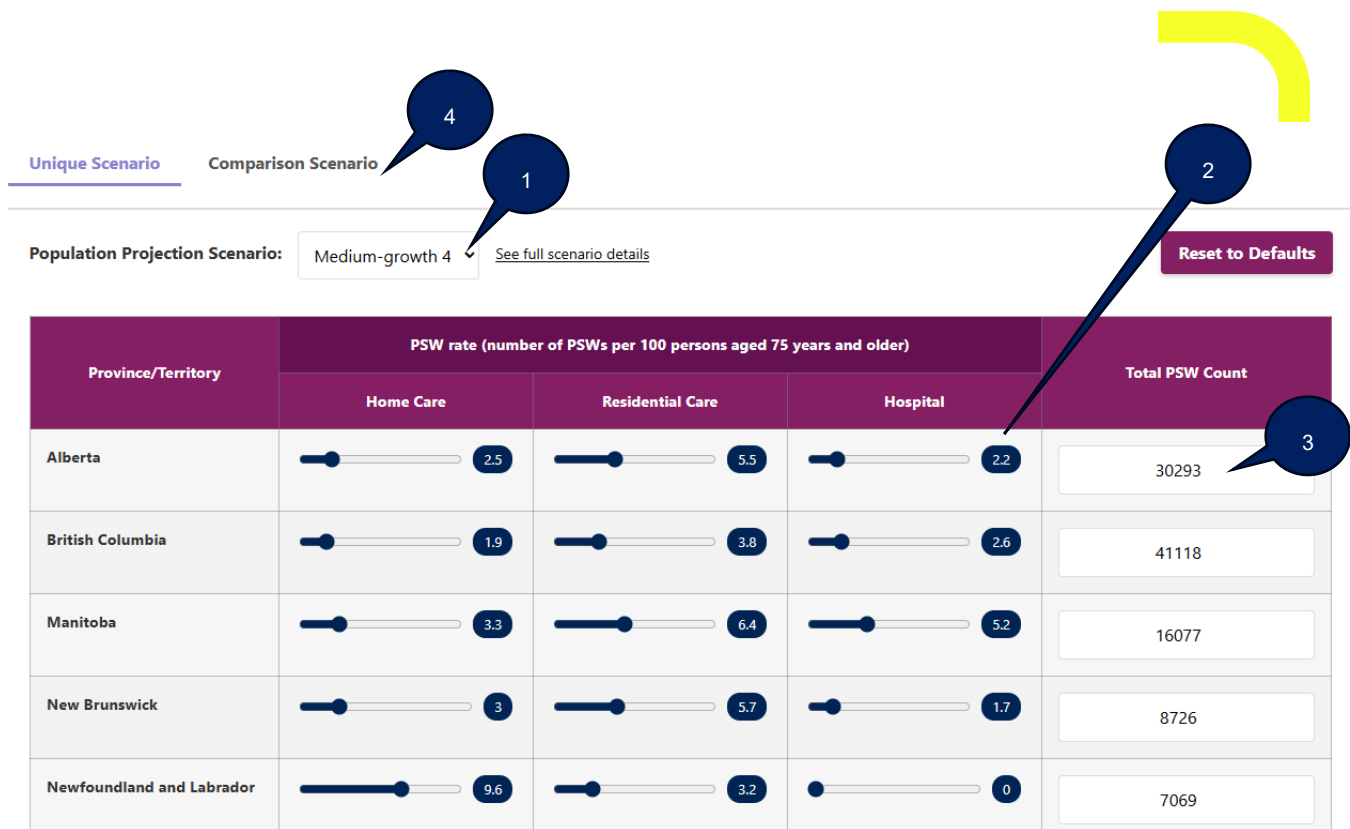 4
Unique Scenario Comparison Scenario
1
2
Population Projection Scenario: Medium-growth 4 See full scenario details Reset to Defaults
Province/Territory
PSW rate (number of PSWs per 100 persons aged 75 years and older)
Total PSW Count
Home Care Residential Care Hospital
3
Alberta 2.5 5.5 2.2 30293
British Columbia 1.9 3.8 2.6 41118
Manitoba 3.3 6.4 5.2 16077
New Brunswick 3 5.7 1.7 8726
Newfoundland and Labrador 9.6 3.2 0 7069